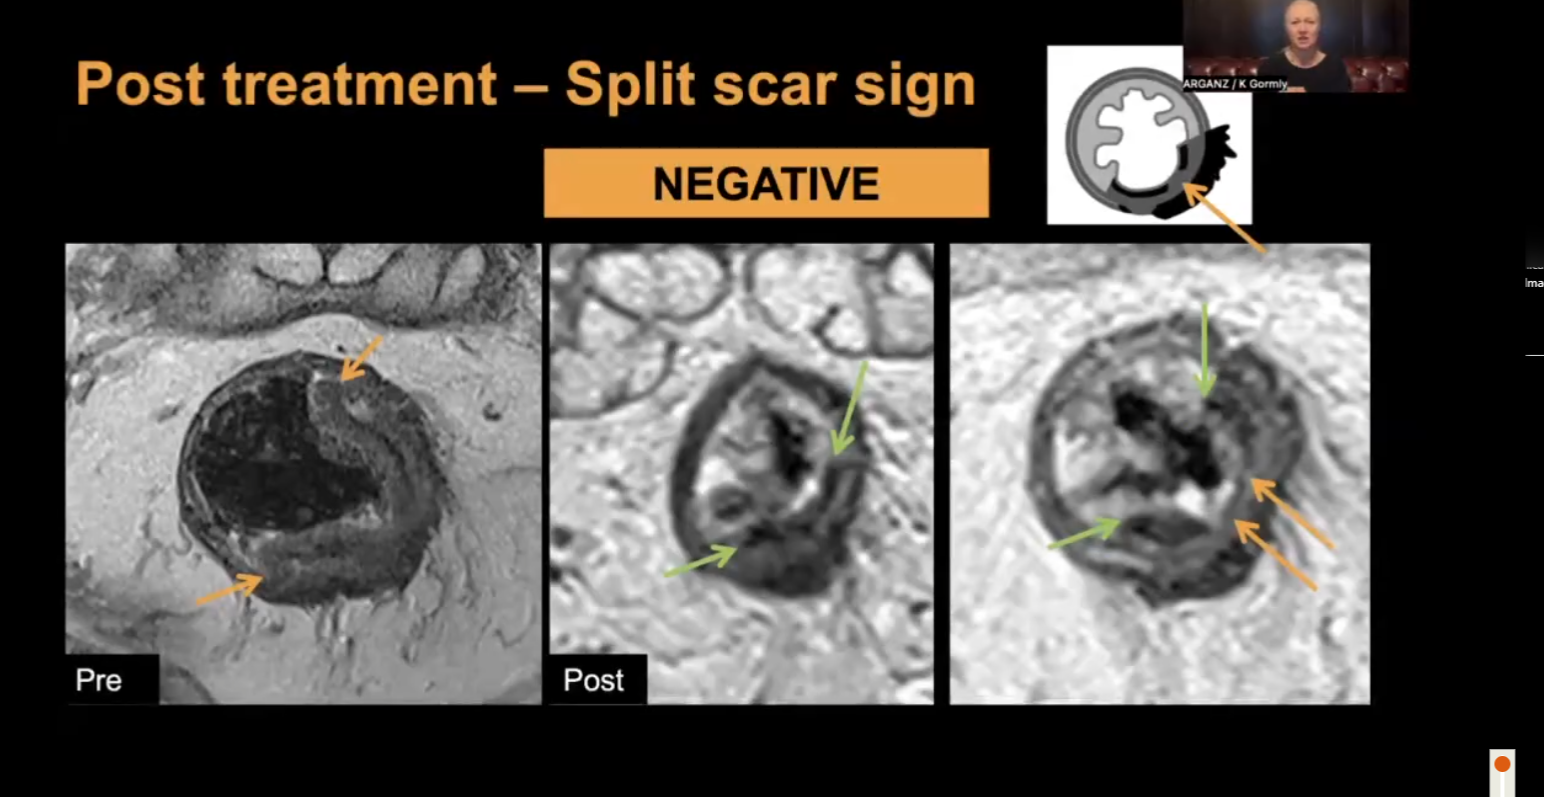 Post treatment – Split scar sign
ARGANZ / K Gormly
NEGATIVE
Pre
Post